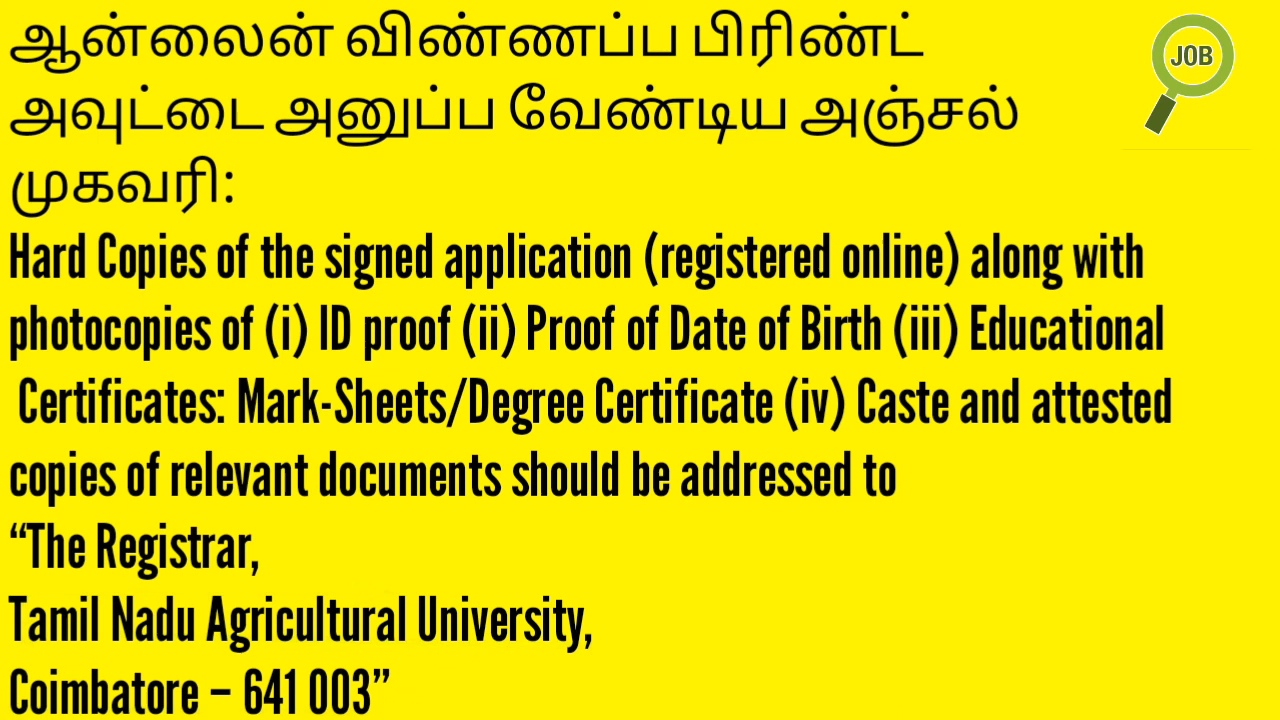 ஆன்லைன் விண்ணப்ப பிரிண்ட்
JOB
அவுட்டை அனுப்ப வேண்டிய அஞ்சல்
முகவரி:
Hard Copies of the signed application (registered online) along with
photocopies of (i) ID proof (ii) Proof of Date of Birth (iii) Educational
Certificates: Mark-Sheets/Degree Certificate (iv) Caste and attested
copies of relevant documents should be addressed to
“The Registrar,
Tamil Nadu Agricultural University,
Coimbatore – 641 003”